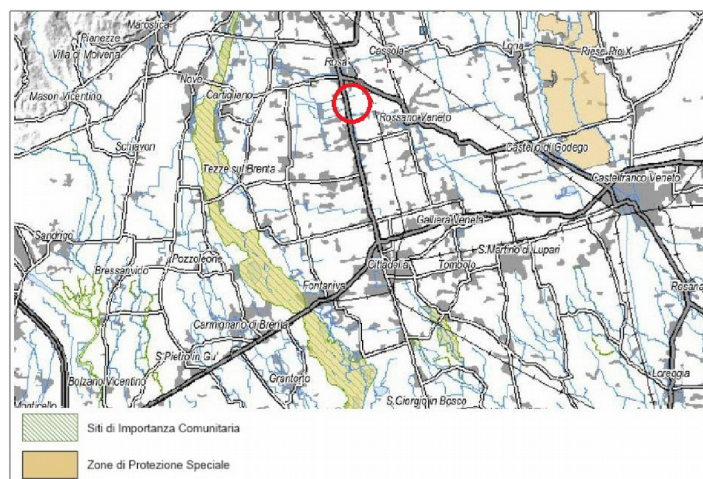 Marostica
Pianezze
Villa di Molvena
Cassola
Loria
Riese Pio X
Rosà
Nove
Mason Vicentino
Cartigliano
Rossano Veneto
Schiavon
Castello di Godego
Tezze sul Brenta
Castelfranco Veneto
Galliera Veneta
Sandrigo
S.Martino di Lupari
Pozzoleone
Bressanvido
Cittadella
Tombolo
Fontaniva
Carmignano di Brenta
S.Pietro in Gu'
Loreggia
Bolzano Vicentino
Grantorto
S.Giorgio in Bosco
Siti di Importanza Comunitaria
Zone di Protezione Speciale